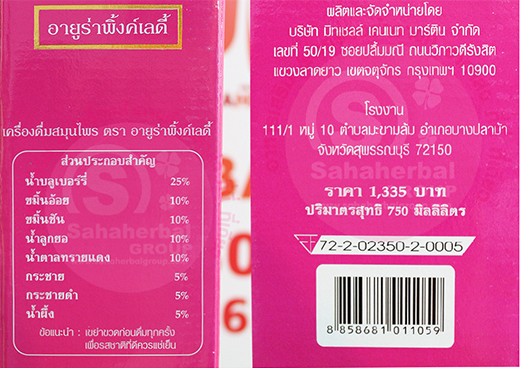 อายูร่าพิ้งค์เลดี้
เครื่องดื่มสมุนไพร ตรา อายูร่าพิ้งค์เลดี้
ส่วนประกอบสำคัญ
น้ำบลูเบอร์รี่ 25%
ขมิ้นอ้อย 10%
ขมิ้นชัน 10%
น้ำลูกยอ 10%
น้ำตาลทรายแดง 10%
กระชาย 5%
กระชายดำ 5%
น้ำผึ้ง 5%
ข้อแนะนำ : เขย่าขวดก่อนดื่มทุกครั้ง
เพื่อรสชาติที่ดีควรแช่เย็น
Sahaherbal
GROUP
ผลิตและจัดจำหน่ายโดย
บริษัท มิทเชลล์ เคนเนท มาร์ติน จำกัด
เลขที่ 50/19 ซอยปลื้มมณี ถนนวิภาวดีรังสิต
แขวงลาดยาว เขตจตุจักร กรุงเทพฯ 10900
โรงงาน
111/1 หมู่ 10 ตำบลมะขามล้ม อำเภอบางปลาม้า
จังหวัดสุพรรณบุรี 72150
ราคา 1,335 บาท
ปริมาตรสุทธิ 750 มิลลิลิตร
72-2-02350-2-0005
8 858681 011059